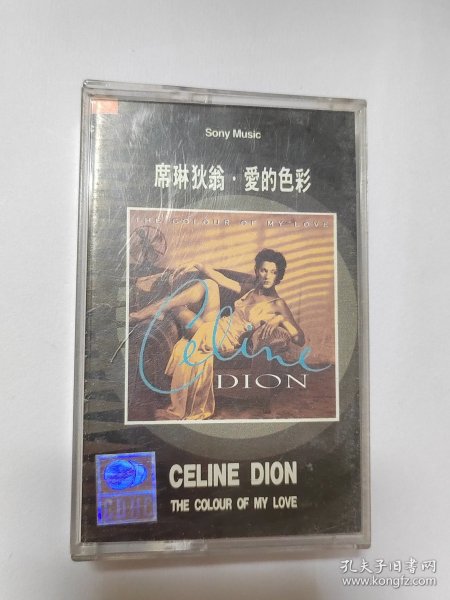 Sony Music
席琳狄翁·愛的色彩
THE COLOUR OF MY LOVE
Celine
DION
CELINE DION
THE COLOUR OF MY LOVE
孔夫子旧书网
www.kongfz.com